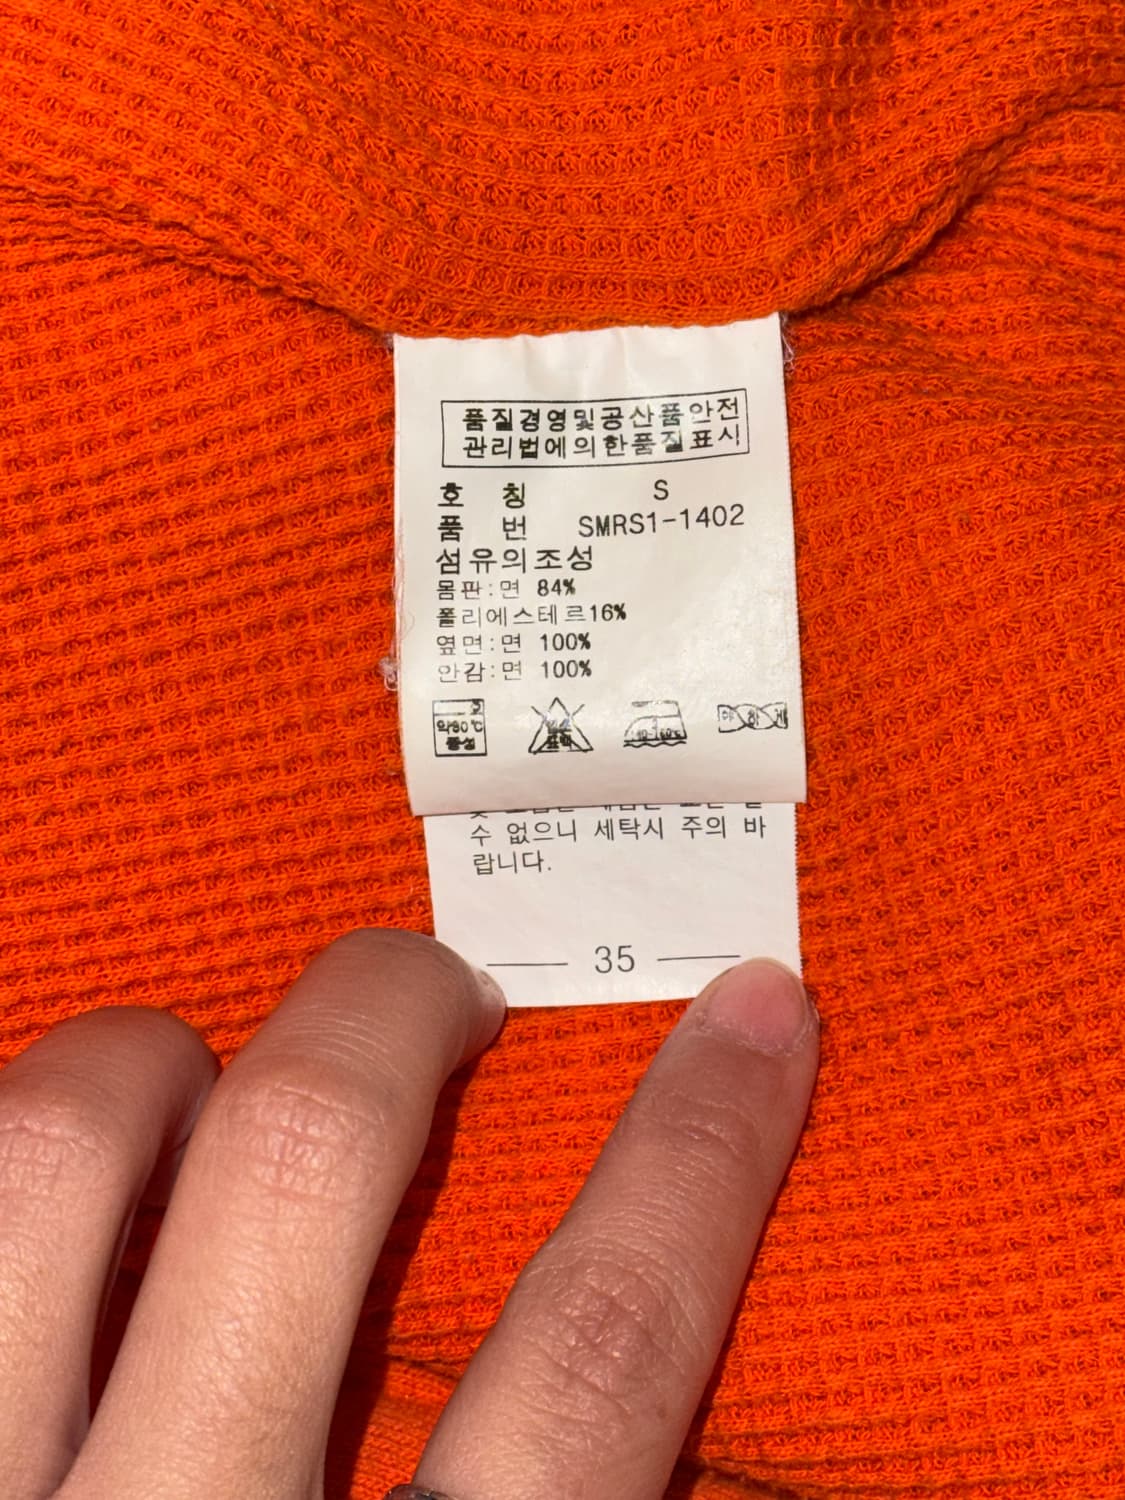 품질경영및공산품안전
관리법에의한품질표시
호 칭 S
품 번 SMRS1-1402
섬유의조성
몸판:면 84%
폴리에스테르16%
옆면:면 100%
안감:면 100%
중성
수 없으니 세탁시 주의 바
랍니다.
35